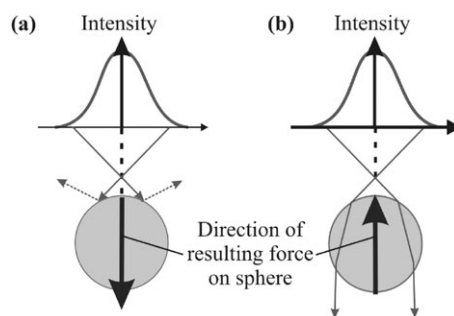 (a) Intensity
(b) Intensity
Direction of
resulting force
on sphere